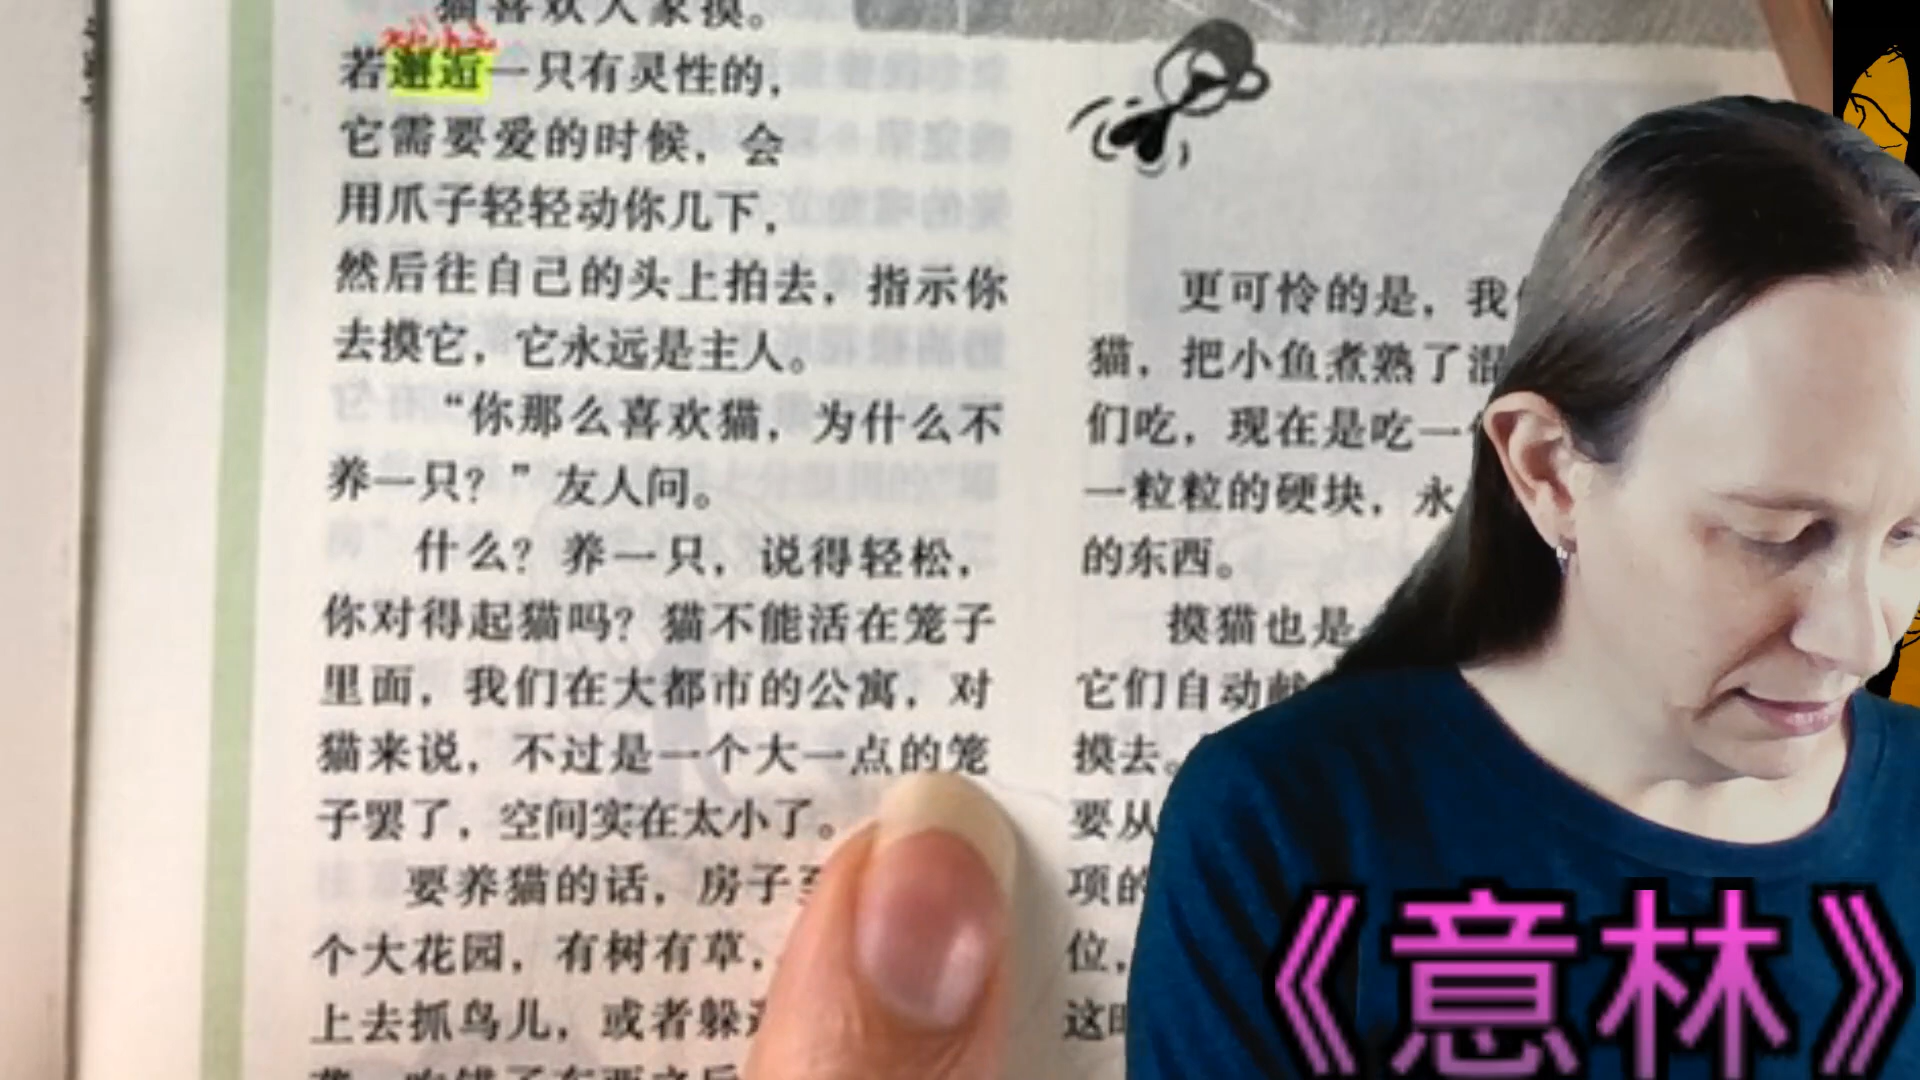 猫喜欢人家摸。
若邂逅一只有灵性的，
它需要爱的时候，会
用爪子轻轻动你几下，
然后往自己的头上拍去，指示你
去摸它，它永远是主人。
“你那么喜欢猫，为什么不
养一只？”友人问。
什么？养一只，说得轻松，
你对得起猫吗？猫不能活在笼子
里面，我们在大都市的公寓，对
猫来说，不过是一个大一点的笼
子罢了，空间实在太小了。
要养猫的话，房子
个大花园，有树有草，
上去抓鸟儿，或者躲
更可怜的是，我
猫，把小鱼煮熟了混
们吃，现在是吃一
一粒粒的硬块，永
的东西。
摸猫也是
它们自动献
摸去。
要从
项的
位，
这时
《意林》